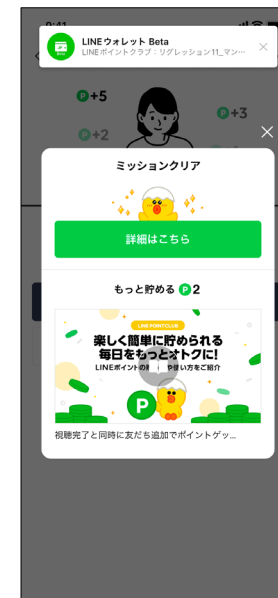 9:41
LINEウォレット Beta
LINEポイントクラブ：リグレッション11_マン…
Beta
P+5
P+3
P+2
ミッションクリア
詳細はこちら
もっと貯める P 2
LINE POINTCLUB
楽しく簡単に貯められる
毎日をもっとオトクに!
LINEポイントの や使い方をご紹介
P
視聴完了と同時に友だち追加でポイントゲッ...